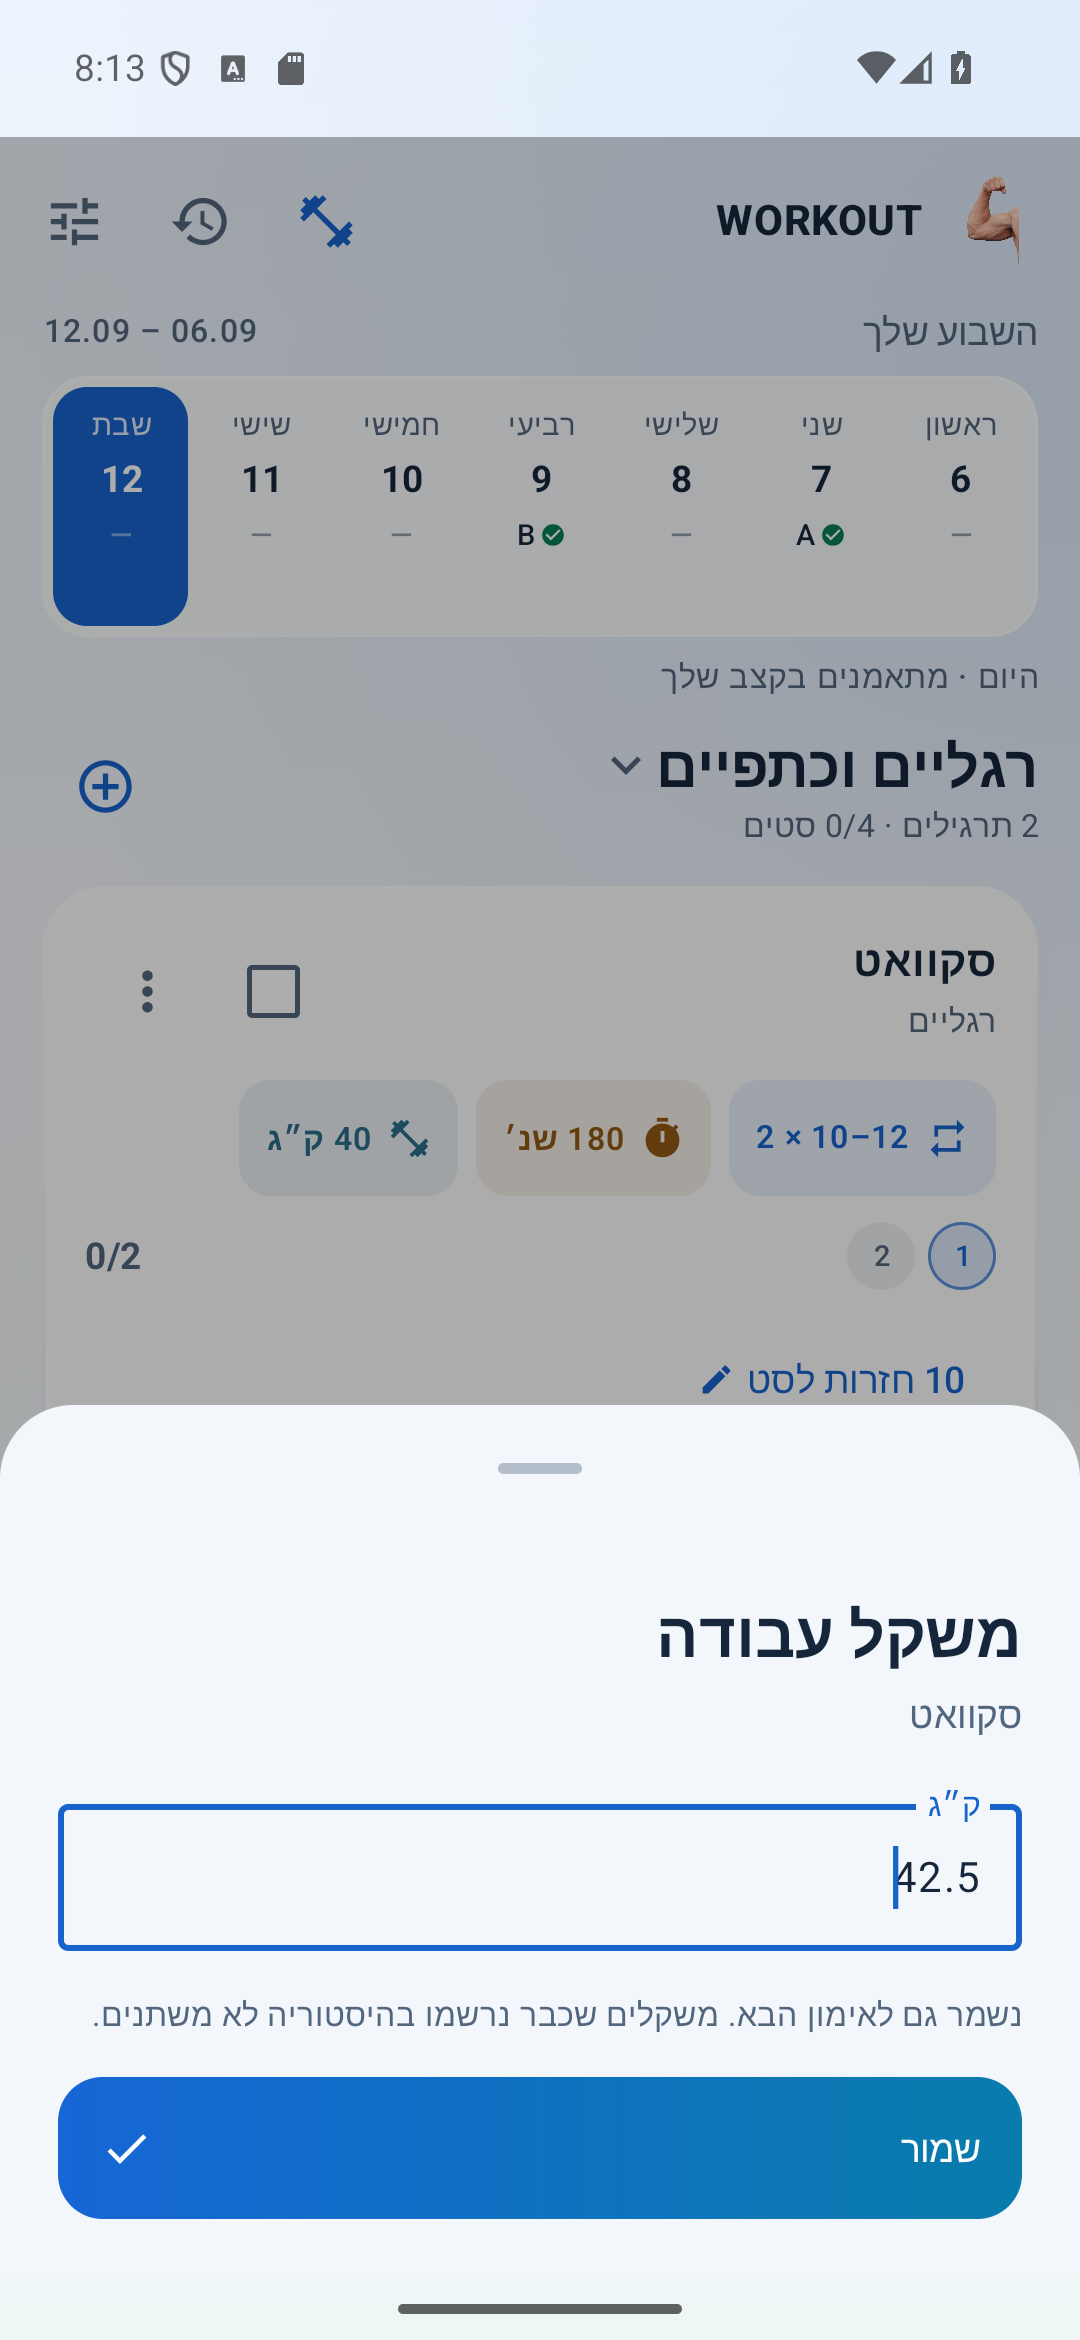 8:13
WORKOUT
השבוע שלך
12.09 – 06.09
ראשון שני שלישי רביעי חמישי שישי שבת
6 7 8 9 10 11 12
– A – B – – –
היום · מתאמנים בקצב שלך
רגליים וכתפיים
2 תרגילים · 0/4 סטים
סקוואט
רגליים
2 × 10–12
180 שנ׳
40 ק״ג
1 2
0/2
10 חזרות לסט
משקל עבודה
סקוואט
ק״ג
42.5
נשמר גם לאימון הבא. משקלים שכבר נרשמו בהיסטוריה לא משתנים.
שמור